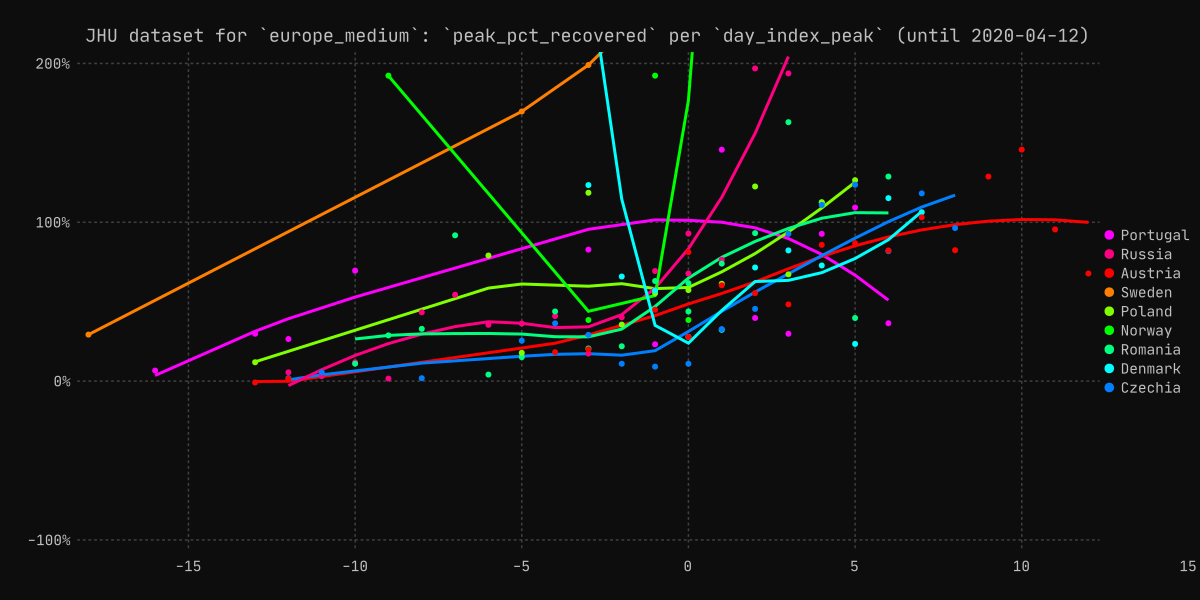 JHU dataset for `europe_medium`: `peak_pct_recovered` per `day_index_peak` (until 2020-04-12)
200%
100%
0%
-100%
-15
-10
-5
0
5
10
15
Portugal
Russia
Austria
Sweden
Poland
Norway
Romania
Denmark
Czechia